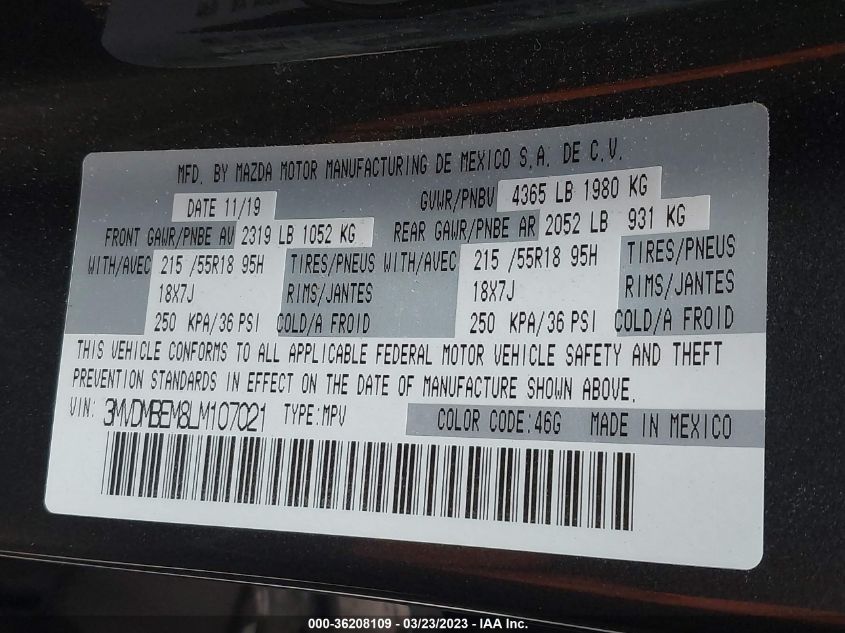 MFD. BY MAZDA MOTOR MANUFACTURING DE MEXICO S.A. DE C.V.
DATE 11/19 GVWR/PNBV 4365 LB 1980 KG
FRONT GAWR/PNBE AV 2319 LB 1052 KG REAR GAWR/PNBE AR 2052 LB 931 KG
WITH/AVEC 215 /55R18 95H TIRES/PNEUS WITH/AVEC 215 /55R18 95H TIRES/PNEUS
18X7J RIMS/JANTES 18X7J RIMS/JANTES
250 KPA/36 PSI COLD/A FROID 250 KPA/36 PSI COLD/A FROID
THIS VEHICLE CONFORMS TO ALL APPLICABLE FEDERAL MOTOR VEHICLE SAFETY AND THEFT
PREVENTION STANDARDS IN EFFECT ON THE DATE OF MANUFACTURE SHOWN ABOVE.
VIN: 3MVDMBEM8LM107021 TYPE:MPV COLOR CODE:46G MADE IN MEXICO
000-36208109 - 03/23/2023 - IAA Inc.